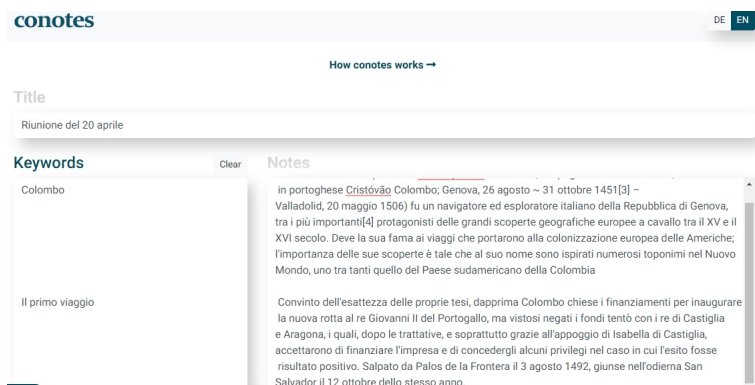 conotes
DE EN
How conotes works →
Title
Riunione del 20 aprile
Keywords
Clear
Notes
Colombo
in portoghese Cristóvão Colombo; Genova, 26 agosto ~ 31 ottobre 1451[3] –
Valladolid, 20 maggio 1506) fu un navigatore ed esploratore italiano della Repubblica di Genova,
tra i più importanti[4] protagonisti delle grandi scoperte geografiche europee a cavallo tra il XV e il
XVI secolo. Deve la sua fama ai viaggi che portarono alla colonizzazione europea delle Americhe;
l'importanza delle sue scoperte è tale che al suo nome sono ispirati numerosi toponimi nel Nuovo
Mondo, uno tra tanti quello del Paese sudamericano della Colombia
Il primo viaggio
Convinto dell'esattezza delle proprie tesi, dapprima Colombo chiese i finanziamenti per inaugurare
la nuova rotta al re Giovanni II del Portogallo, ma vistosi negati i fondi tentò con i re di Castiglia
e Aragona, i quali, dopo le trattative, e soprattutto grazie all'appoggio di Isabella di Castiglia,
accettarono di finanziare l'impresa e di concedergli alcuni privilegi nel caso in cui l'esito fosse
risultato positivo. Salpato da Palos de la Frontera il 3 agosto 1492, giunse nell'odierna San
Salvador il 12 ottobre dello stesso anno